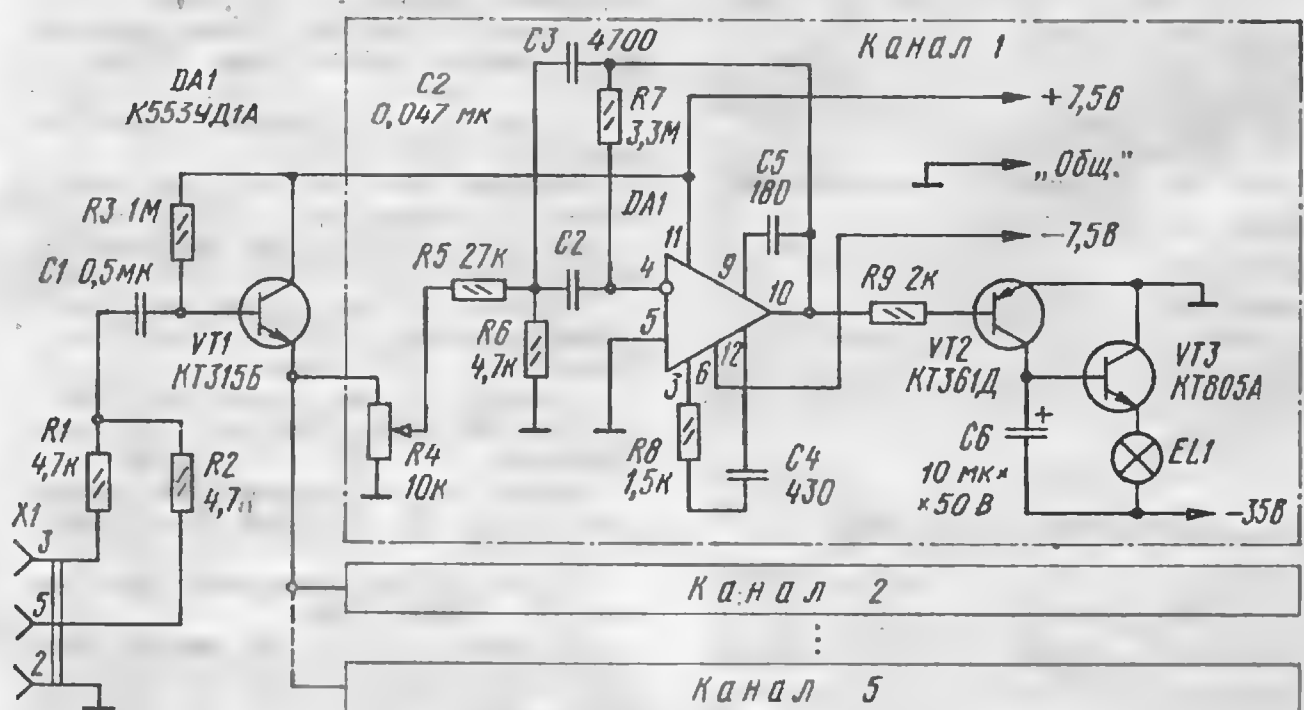 Канал 1
C3 4700
DA1
К553УД1А
C2
0,047 мк
R7
3,3М
+7,5В
„Общ."
-7,5В
C5
180
DA1
R3 1М
C1 0,5мк
R5 27к
C2
4
11
9
10
5
3
6
12
R9 2к
R6
4,7к
VT1
КТ315Б
VT2
КТ361Д
VT3
КТ805А
R1
4,7к
R2
R4
10к
R8
1,5к
C4
430
C6
+
10 мк×
×50 В
EL1
-35В
X1
3
5
2
Канал 2
Канал 5